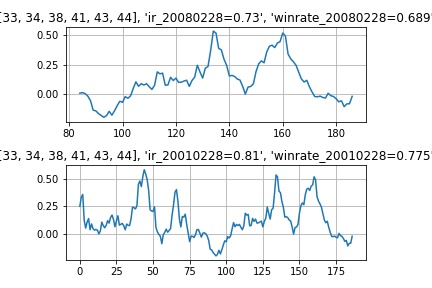 [33, 34, 38, 41, 43, 44], 'ir_20080228=0.73', 'winrate_20080228=0.689'
0.50
0.25
0.00
80 100 120 140 160 180
[33, 34, 38, 41, 43, 44], 'ir_20010228=0.81', 'winrate_20010228=0.775'
0.50
0.25
0.00
0 25 50 75 100 125 150 175